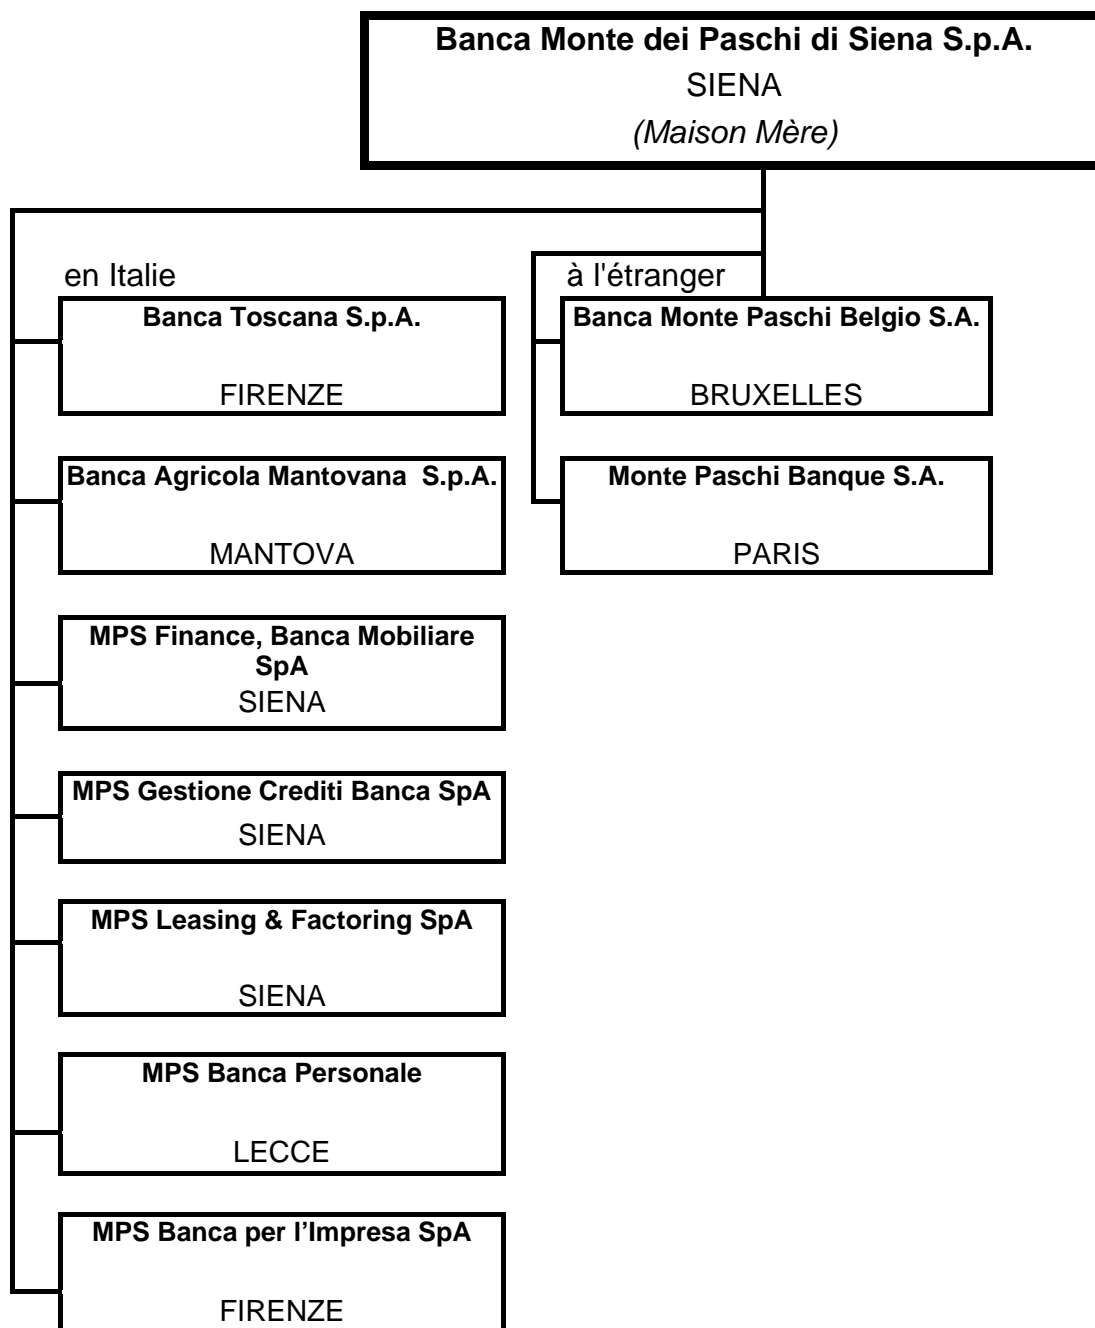 Banca Monte dei Paschi di Siena S.p.A.
SIENA
(Maison Mère)
en Italie
Banca Toscana S.p.A.
FIRENZE
Banca Agricola Mantovana S.p.A.
MANTOVA
MPS Finance, Banca Mobiliare
SpA
SIENA
MPS Gestione Crediti Banca SpA
SIENA
MPS Leasing & Factoring SpA
SIENA
MPS Banca Personale
LECCE
MPS Banca per l’Impresa SpA
FIRENZE
à l'étranger
Banca Monte Paschi Belgio S.A.
BRUXELLES
Monte Paschi Banque S.A.
PARIS